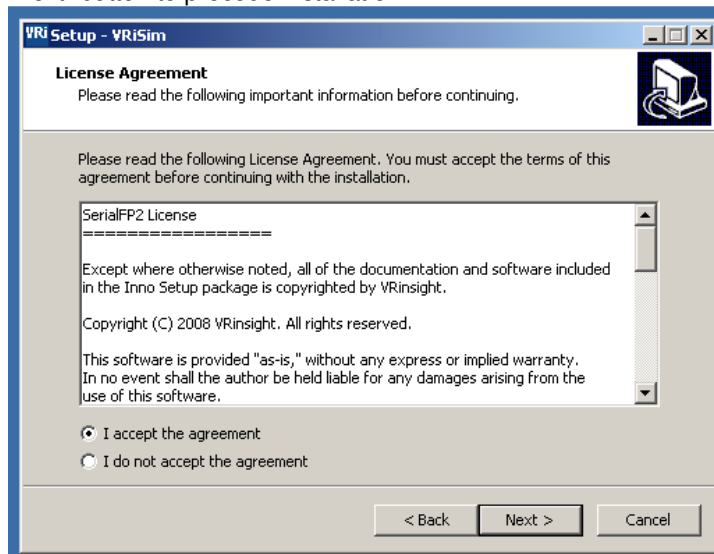 VRi Setup - VRiSim
License Agreement
Please read the following important information before continuing.
Please read the following License Agreement. You must accept the terms of this
agreement before continuing with the installation.
SerialFP2 License
==================
Except where otherwise noted, all of the documentation and software included
in the Inno Setup package is copyrighted by VRinsight.
Copyright (C) 2008 VRinsight. All rights reserved.
This software is provided "as-is," without any express or implied warranty.
In no event shall the author be held liable for any damages arising from the
use of this software.
I accept the agreement
I do not accept the agreement
< Back
Next >
Cancel